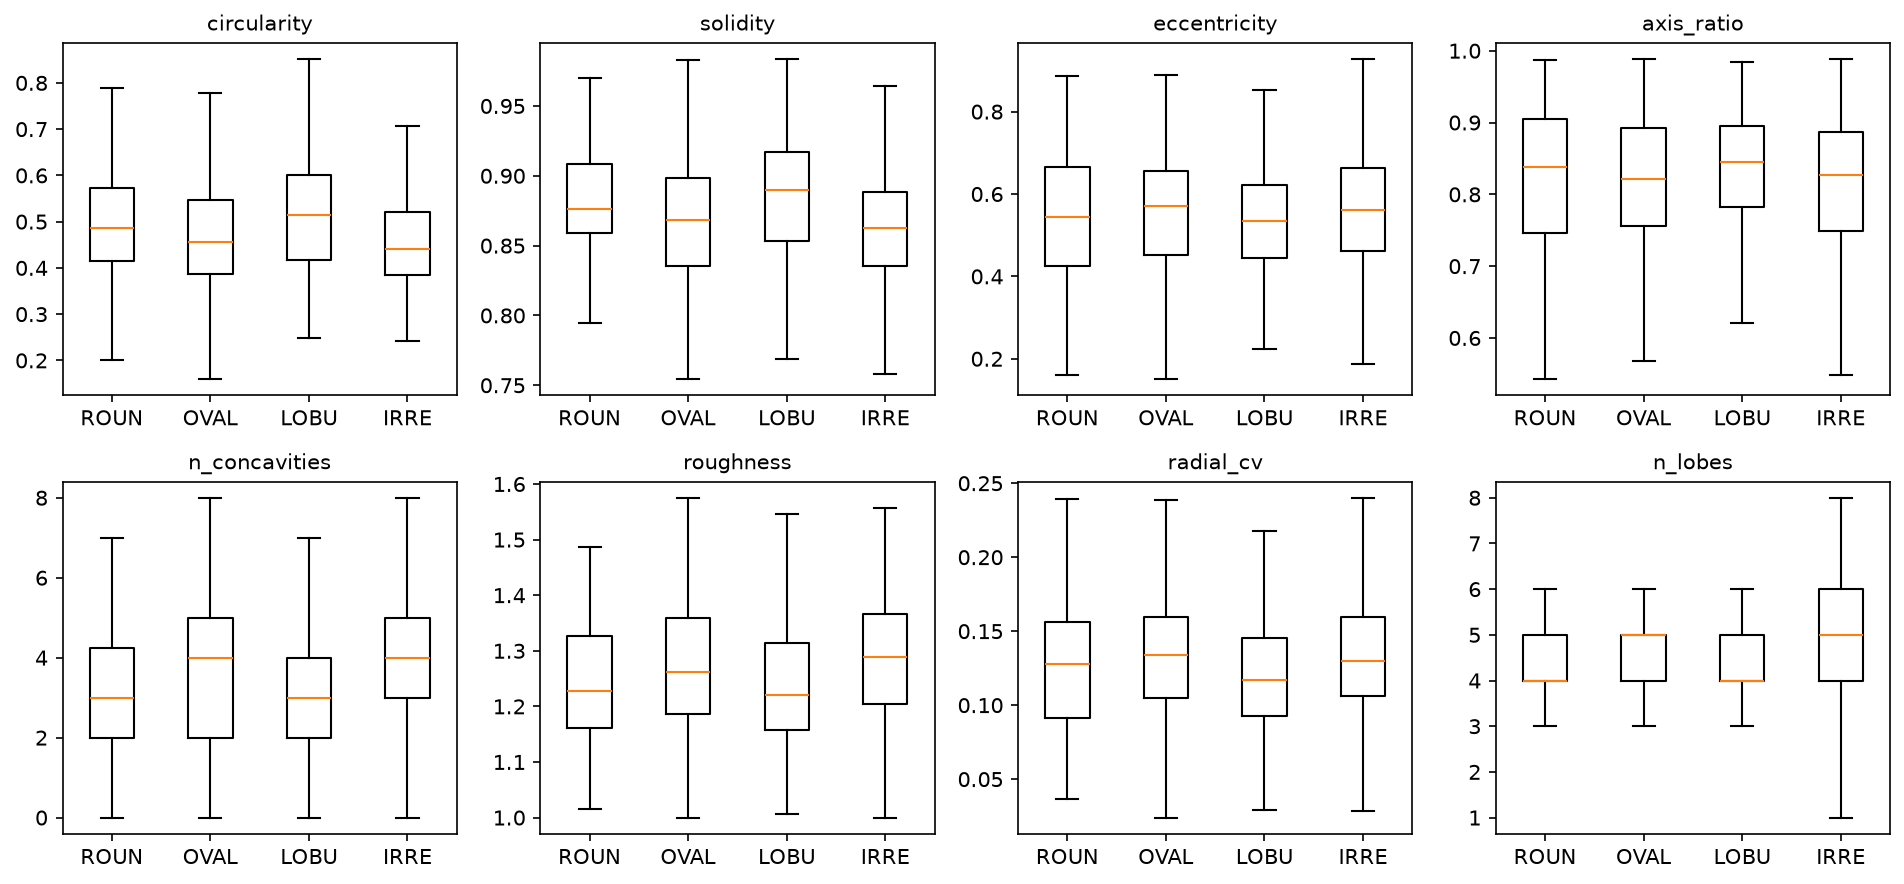 circularity
0.8
0.7
0.6
0.5
0.4
0.3
0.2
ROUN OVAL LOBU IRRE
solidity
0.95
0.90
0.85
0.80
0.75
ROUN OVAL LOBU IRRE
eccentricity
0.8
0.6
0.4
0.2
ROUN OVAL LOBU IRRE
axis_ratio
1.0
0.9
0.8
0.7
0.6
ROUN OVAL LOBU IRRE
n_concavities
8
6
4
2
0
ROUN OVAL LOBU IRRE
roughness
1.6
1.5
1.4
1.3
1.2
1.1
1.0
ROUN OVAL LOBU IRRE
radial_cv
0.25
0.20
0.15
0.10
0.05
ROUN OVAL LOBU IRRE
n_lobes
8
7
6
5
4
3
2
1
ROUN OVAL LOBU IRRE